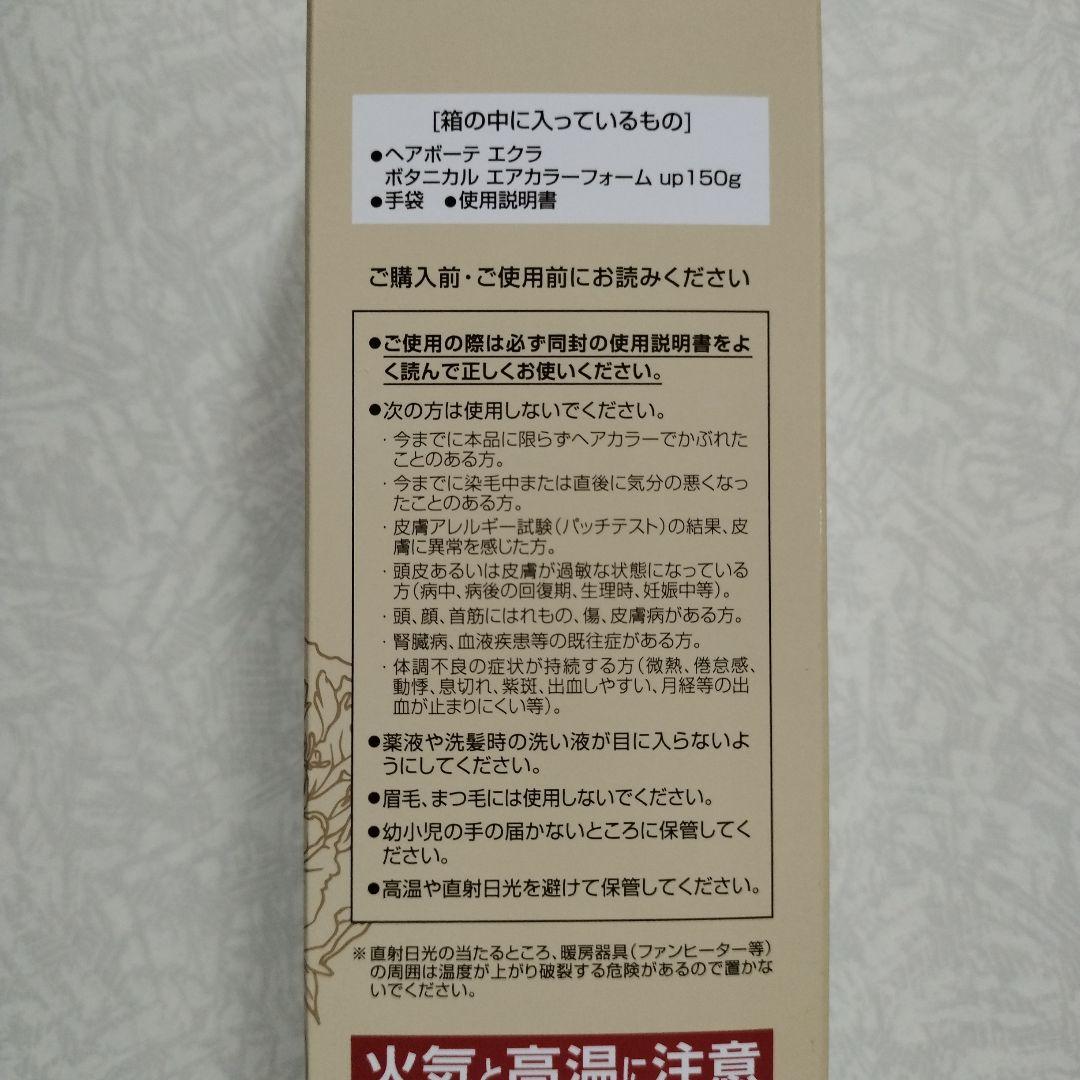 [箱の中に入っているもの]
●ヘアボーテ エクラ
ボタニカル エアカラーフォーム up150g
●手袋 ●使用説明書
ご購入前・ご使用前にお読みください
●ご使用の際は必ず同封の使用説明書をよ
く読んで正しくお使いください。
●次の方は使用しないでください。
・今までに本品に限らずヘアカラーでかぶれた
ことのある方。
・今までに染毛中または直後に気分の悪くなっ
たことのある方。
・皮膚アレルギー試験（パッチテスト）の結果、皮
膚に異常を感じた方。
・頭皮あるいは皮膚が過敏な状態になっている
方（病中、病後の回復期、生理時、妊娠中等）。
・頭、顔、首筋にはれもの、傷、皮膚病がある方。
・腎臓病、血液疾患等の既往症がある方。
・体調不良の症状が持続する方（微熱、倦怠感、
動悸、息切れ、紫斑、出血しやすい、月経等の出
血が止まりにくい等）。
●薬液や洗髪時の洗い液が目に入らないよ
うにしてください。
●眉毛、まつ毛には使用しないでください。
●幼小児の手の届かないところに保管してく
ださい。
●高温や直射日光を避けて保管してください。
※直射日光の当たるところ、暖房器具（ファンヒーター等）
の周囲は温度が上がり破裂する危険があるので置かな
いでください。
火気と高温に注意